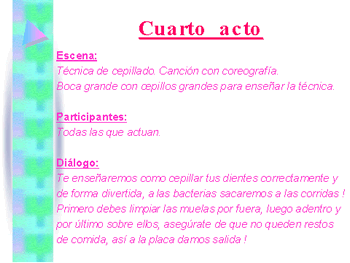 Cuarto acto
Escena:
Técnica de cepillado. Canción con coreografía.
Boca grande con cepillos grandes para enseñar la técnica.
Participantes:
Todas las que actuan.
Diálogo:
Te enseñaremos como cepillar tus dientes correctamente y
de forma divertida, a las bacterias sacaremos a las corridas !
Primero debes limpiar las muelas por fuera, luego adentro y
por último sobre ellos, asegúrate de que no queden restos
de comida, así a la placa damos salida !